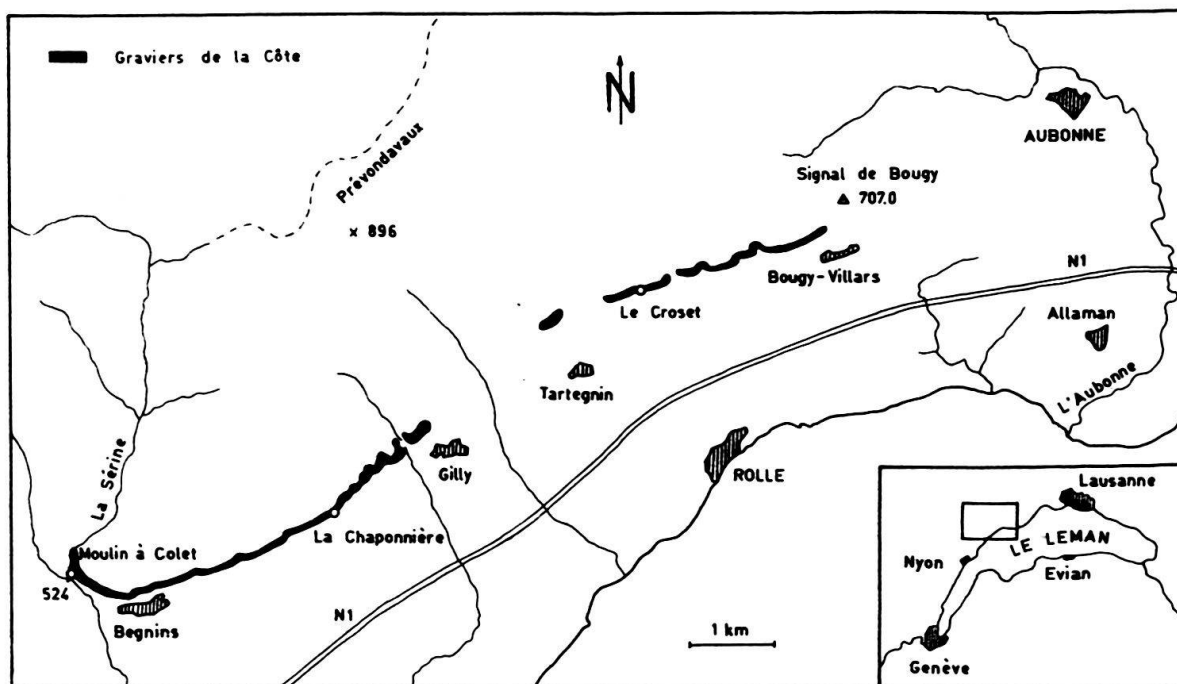 Graviers de la Côte
N
AUBONNE
Prévondavaux
Signal de Bougy
▲ 707.0
x 896
Bougy-Villars
N1
Le Croset
Allaman
Tartegnin
L'Aubonne
La Sérine
Gilly
ROLLE
La Chaponnière
Moulin à Colet
524
Begnins
N1
1 km
Lausanne
LE LEMAN
Nyon
Evian
Genève